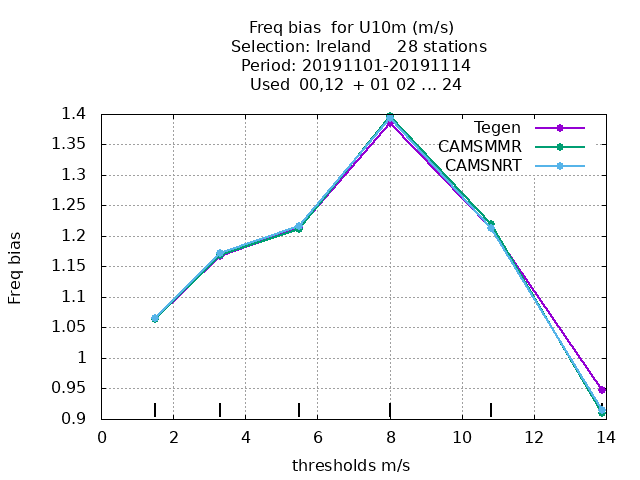 Freq bias  for U10m (m/s)
Selection: Ireland     28 stations
Period: 20191101-20191114
Used  00,12  + 01 02 ... 24
Tegen
CAMSMMR
CAMSNRT
1.4
1.35
1.3
1.25
1.2
1.15
1.1
1.05
1
0.95
0.9
Freq bias
0 2 4 6 8 10 12 14
thresholds m/s